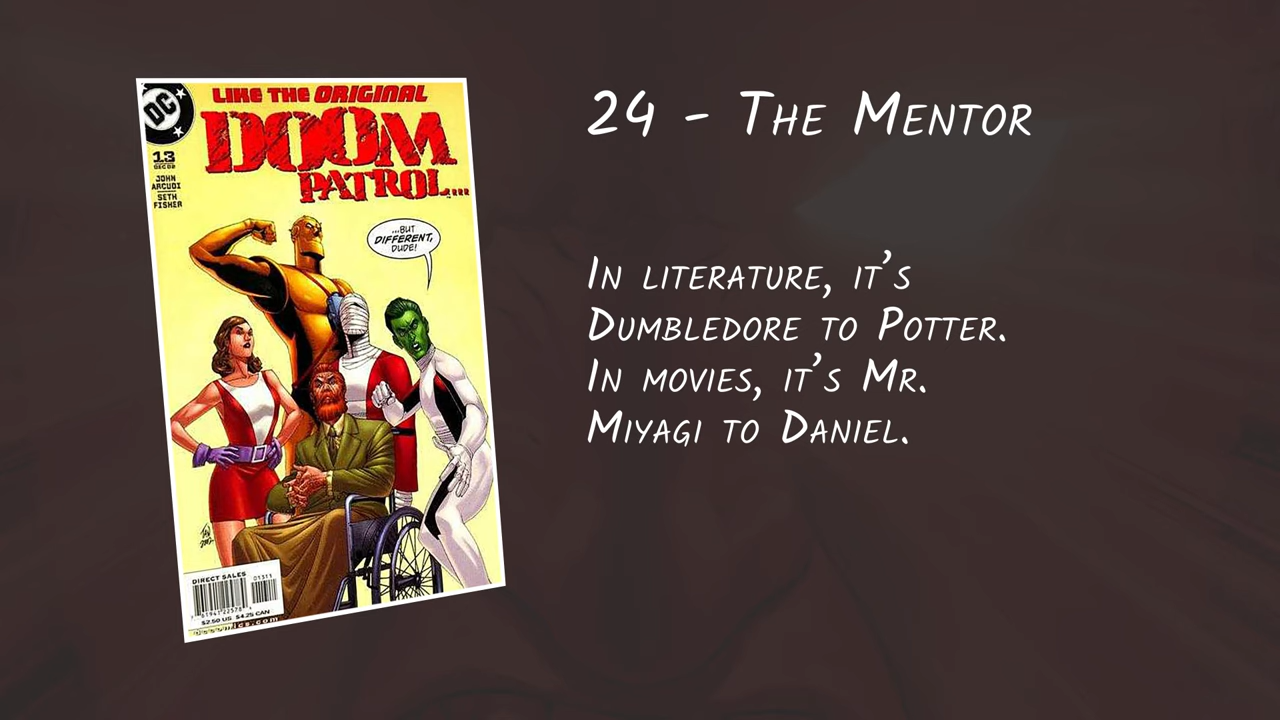 LIKE THE ORIGINAL
DOOM
PATROL...
DC
13
DEC 02
JOHN
ARCUDI
SETH
FISHER
...BUT
DIFFERENT,
DUDE!
DIRECT SALES
01311
$2.50 US $4.25 CAN
24 - The Mentor
In literature, it's
Dumbledore to Potter.
In movies, it's Mr.
Miyagi to Daniel.